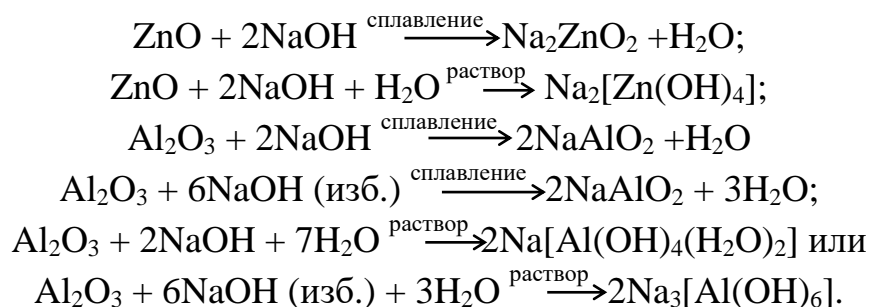 ZnO + 2NaOH сплавление⟶ Na₂ZnO₂ +H₂O;
ZnO + 2NaOH + H₂O раствор⟶ Na₂[Zn(OH)₄];
Al₂O₃ + 2NaOH сплавление⟶ 2NaAlO₂ +H₂O
Al₂O₃ + 6NaOH (изб.) сплавление⟶ 2NaAlO₂ + 3H₂O;
Al₂O₃ + 2NaOH + 7H₂O раствор⟶ 2Na[Al(OH)₄(H₂O)₂] или
Al₂O₃ + 6NaOH (изб.) + 3H₂O раствор⟶ 2Na₃[Al(OH)₆].